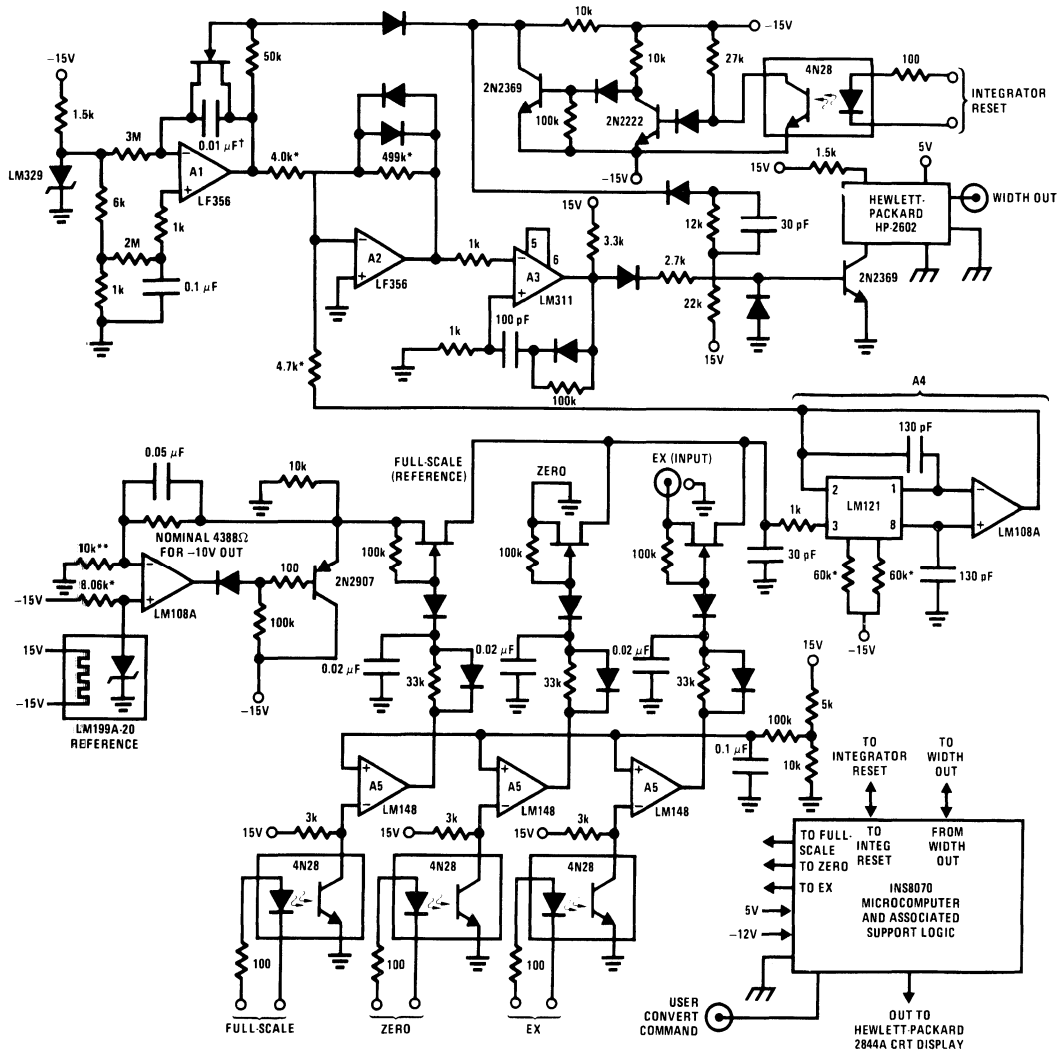 10k
-15V
-15V
50k
10k
27k
4N28
100
INTEGRATOR
RESET
1.5k
2N2369
2N2222
3M
0.01 µF†
100k
LM329
A1
LF356
4.0k*
499k*
-15V
15V
1.5k
5V
6k
1k
2M
15V
12k
30 pF
HEWLETT-
PACKARD
HP-2602
WIDTH OUT
1k
0.1 µF
A2
LF356
1k
5
6
A3
LM311
3.3k
2.7k
2N2369
22k
1k
100 pF
15V
4.7k*
100k
A4
130 pF
0.05 µF
10k
FULL-SCALE
(REFERENCE)
ZERO
EX (INPUT)
2
1
LM121
3
8
1k
LM108A
NOMINAL 4388Ω
FOR -10V OUT
100k
100k
100k
30 pF
10k**
60k*
60k*
130 pF
8.06k*
-15V
100
2N2907
LM108A
100k
-15V
15V
-15V
LM199A-20
REFERENCE
-15V
0.02 µF
33k
0.02 µF
33k
0.02 µF
33k
15V
5k
100k
0.1 µF
10k
A5
LM148
A5
LM148
A5
LM148
TO
INTEGRATOR
RESET
TO
WIDTH
OUT
15V
3k
15V
3k
15V
3k
4N28
4N28
4N28
TO FULL-
SCALE
TO ZERO
TO EX
TO
INTEG
RESET
FROM
WIDTH
OUT
5V
-12V
INS8070
MICROCOMPUTER
AND ASSOCIATED
SUPPORT LOGIC
100
100
100
FULL-SCALE
ZERO
EX
USER
CONVERT
COMMAND
OUT TO
HEWLETT-PACKARD
2844A CRT DISPLAY